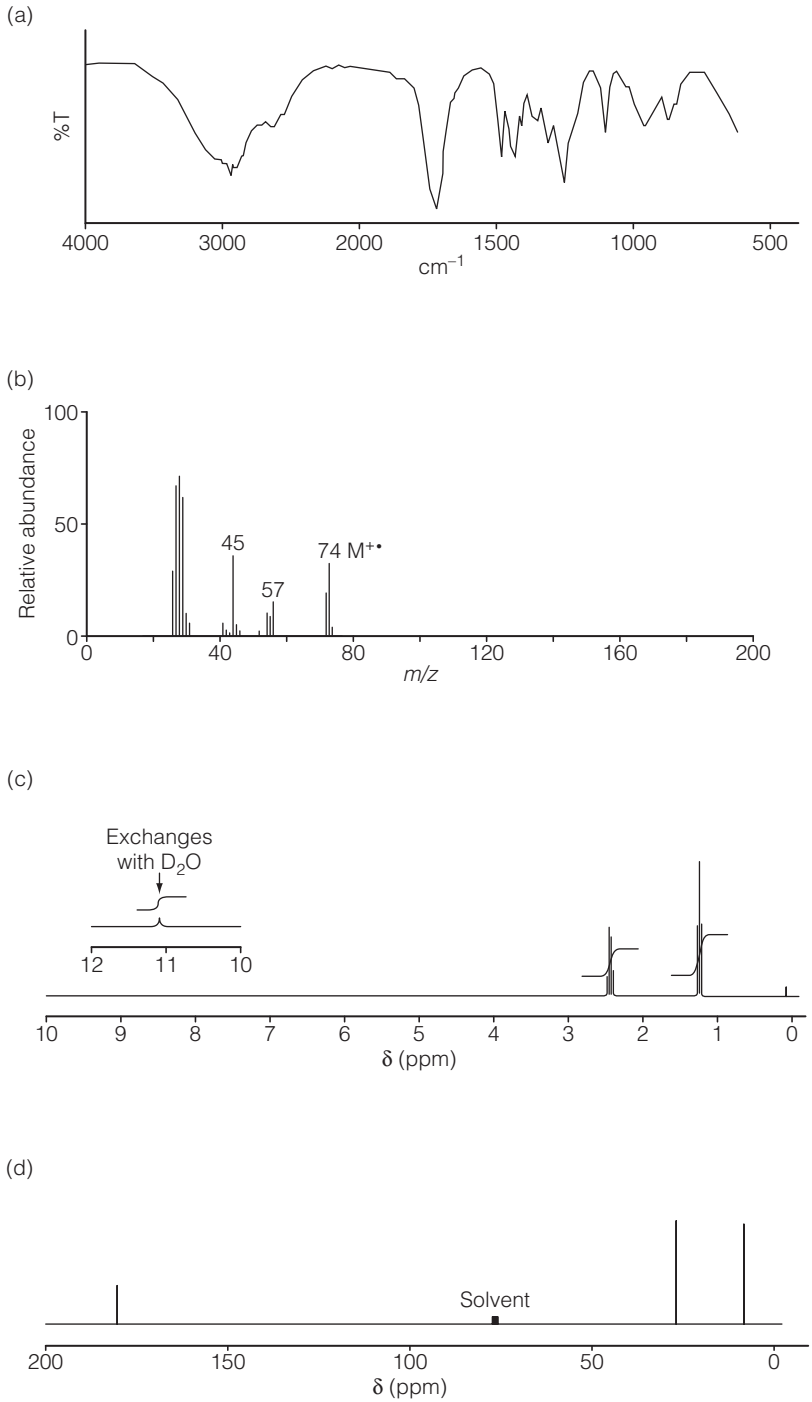 (a)
%T
4000 3000 2000 1500 1000 500
cm⁻¹
(b)
Relative abundance
100
50
0
45
57
74 M⁺•
0 40 80 120 160 200
m/z
(c)
Exchanges
with D₂O
12 11 10
10 9 8 7 6 5 4 3 2 1 0
δ (ppm)
(d)
Solvent
200 150 100 50 0
δ (ppm)